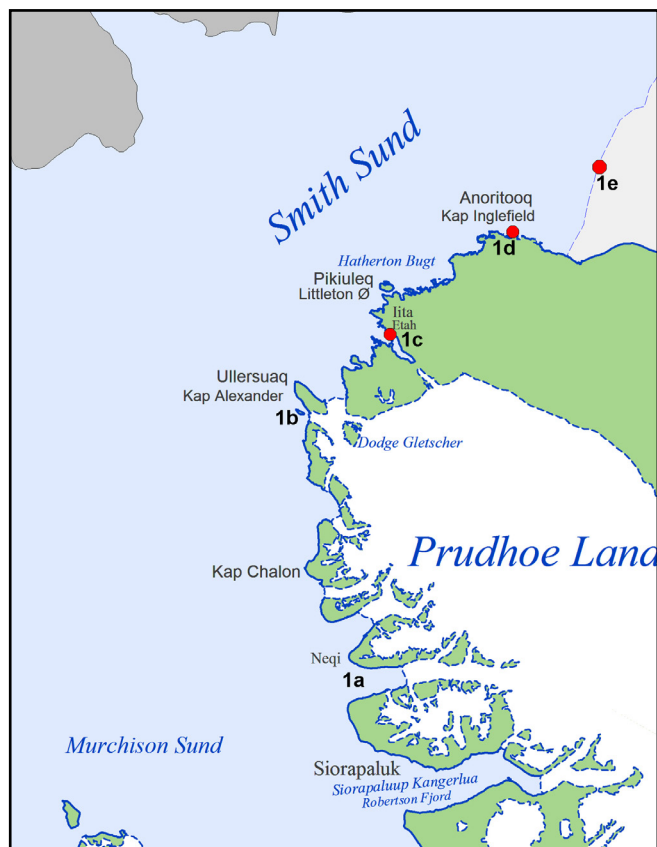 Smith Sund
1e
Anoritooq
Kap Inglefield
1d
Hatherton Bugt
Pikiuleq
Littleton Ø
Iita
Etah
1c
Ullersuaq
Kap Alexander
1b
Dodge Gletscher
Prudhoe Land
Kap Chalon
Neqi
1a
Murchison Sund
Siorapaluk
Siorapaluup Kangerlua
Robertson Fjord